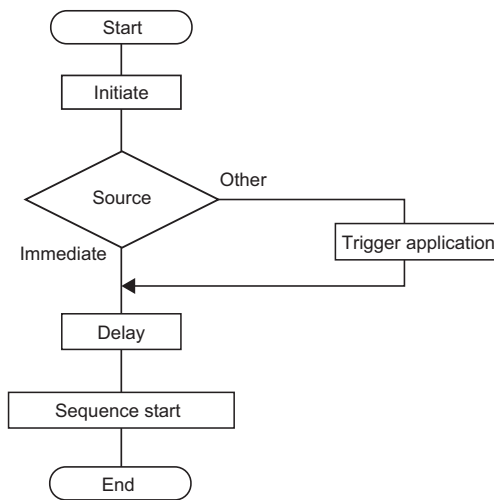 Start
Initiate
Source
Other
Immediate
Trigger application
Delay
Sequence start
End